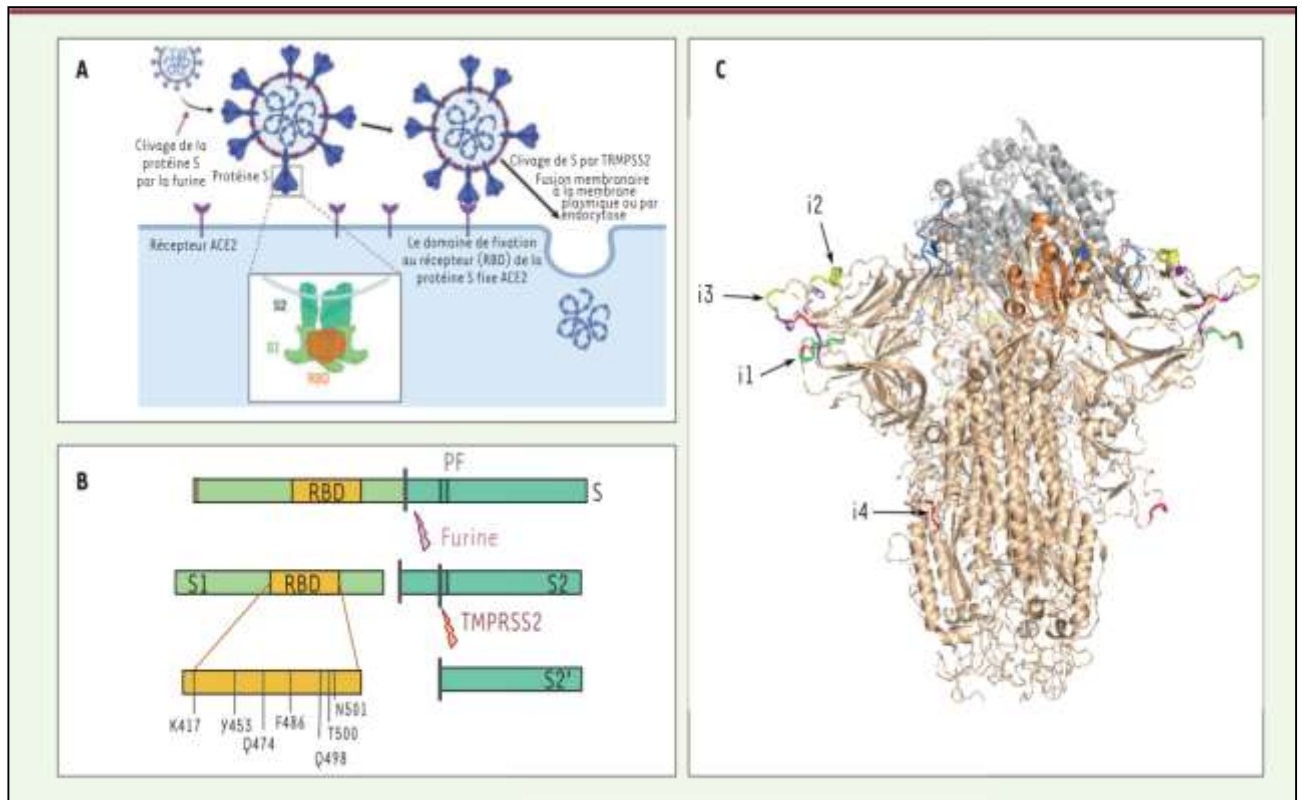 A
Clivage de la
protéine S
par la furine
Protéine S
Clivage de S par TRMPSS2
Fusion membranaire
à la membrane
plasmique ou par
endocytose
Récepteur ACE2
Le domaine de fixation
au récepteur (RBD) de la
protéine S fixe ACE2
S2
S1
RBD
B
PF
RBD
S
Furine
S1
RBD
S2
TMPRSS2
S2'
K417
Y453
Q474
F486
Q498
T500
N501
C
i2
i3
i1
i4